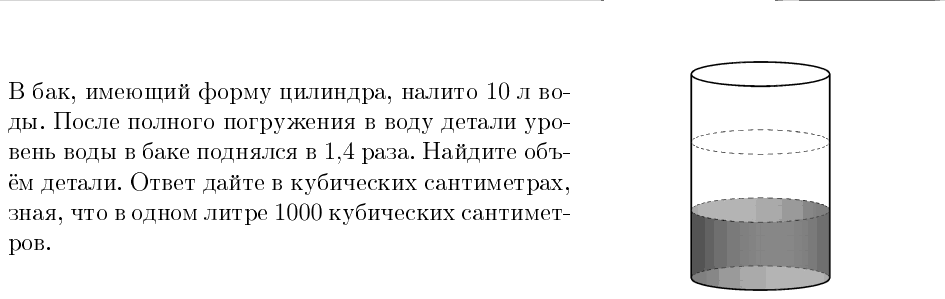 В бак, имеющий форму цилиндра, налито 10 л во-
ды. После полного погружения в воду детали уро-
вень воды в баке поднялся в 1,4 раза. Найдите объ-
ём детали. Ответ дайте в кубических сантиметрах,
зная, что в одном литре 1000 кубических сантимет-
ров.